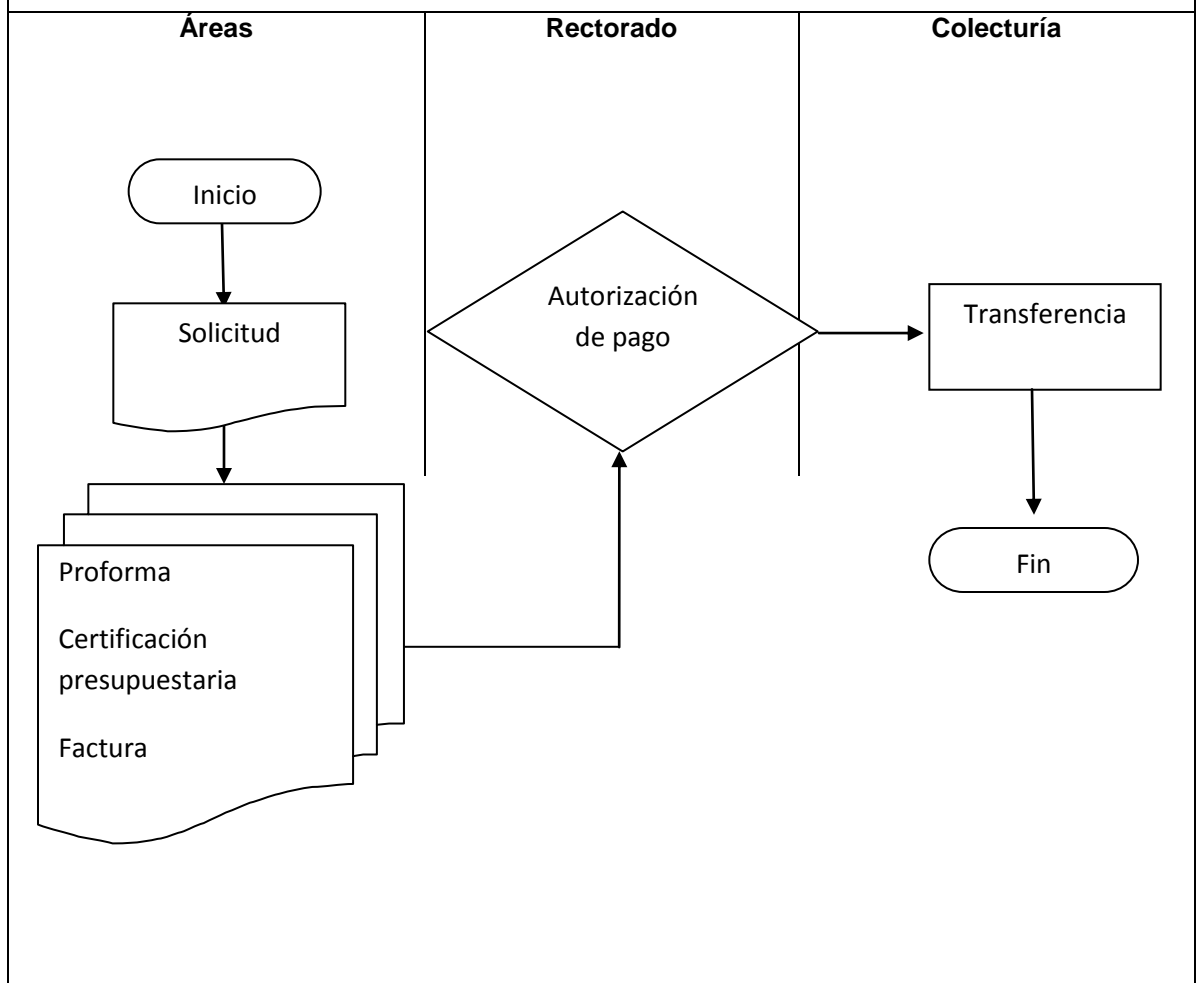 Áreas
Rectorado
Colecturía
Inicio
Solicitud
Proforma
Certificación
presupuestaria
Factura
Autorización
de pago
Transferencia
Fin